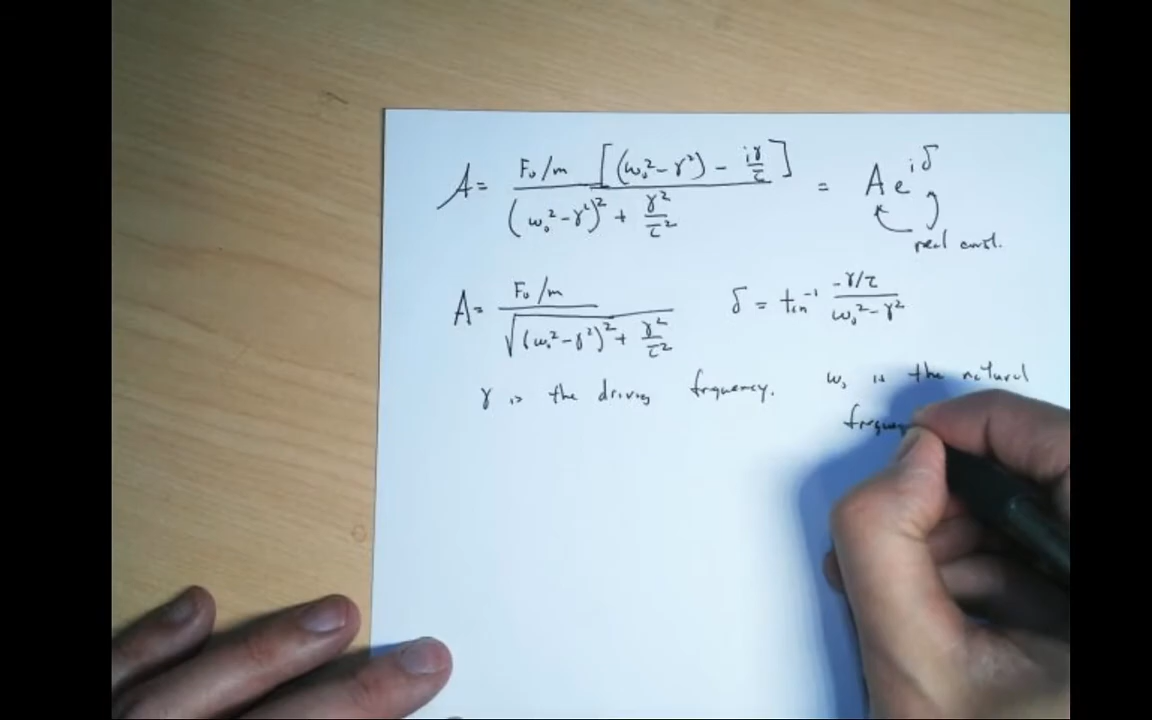 𝒜 = F₀/m [(ω₀² - γ²) - iγ/τ] / (ω₀² - γ²)² + γ²/τ² = A e^{iδ}
real const.
A = F₀/m / √((ω₀² - γ²)² + γ²/τ²) δ = tan⁻¹ -γ/τ / ω₀² - γ²
γ is the driving frequency. ω₀ is the natural